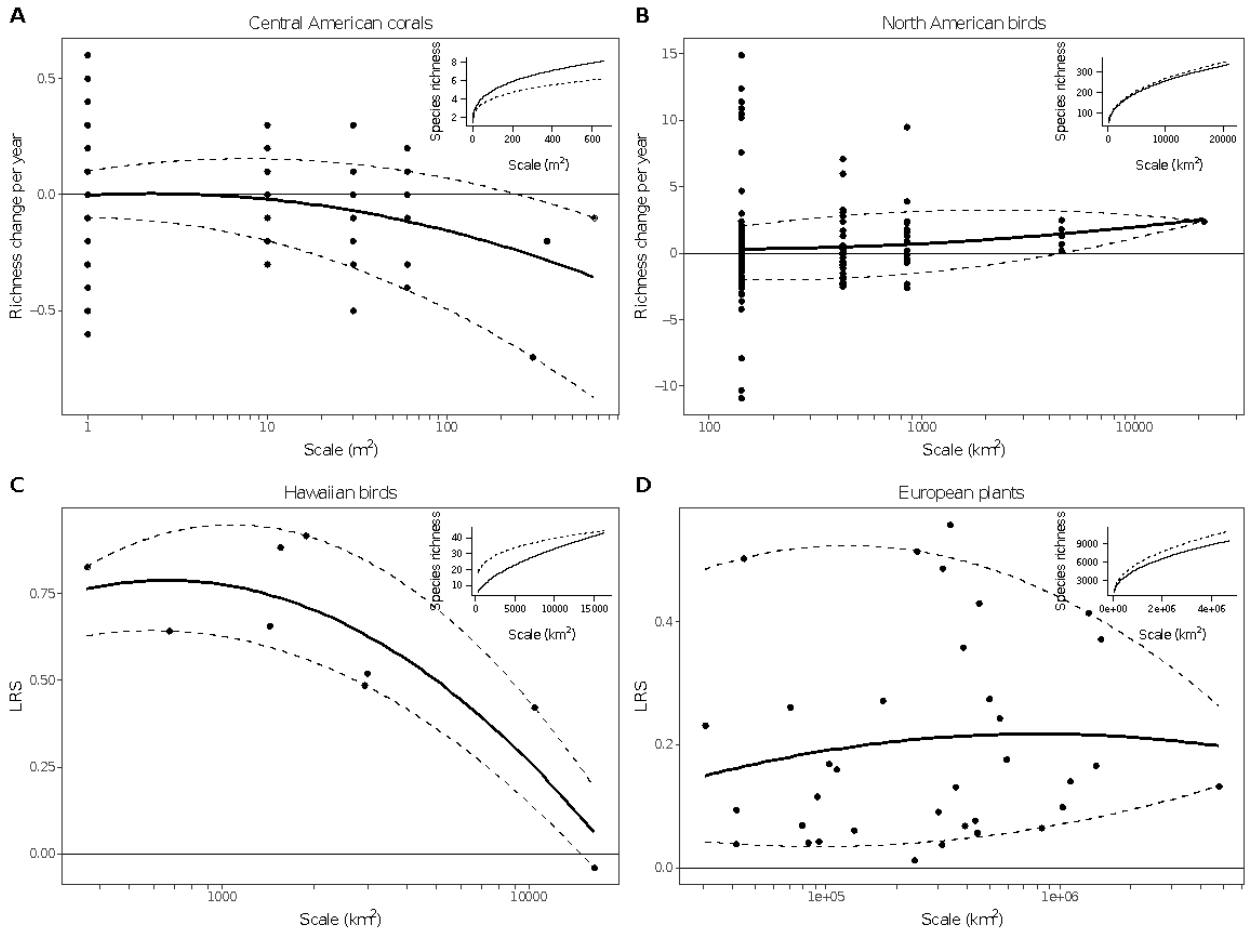 A
Central American corals
Richness change per year
0.5
0.0
−0.5
1
10
100
Scale (m²)
Species richness
8
6
4
2
0
200
400
600
Scale (m²)
B
North American birds
Richness change per year
15
10
5
0
−5
−10
100
1000
10000
Scale (km²)
Species richness
300
200
100
0
10000
20000
Scale (km²)
C
Hawaiian birds
LRS
0.75
0.50
0.25
0.00
1000
10000
Scale (km²)
Species richness
40
30
20
10
0
5000
10000
15000
Scale (km²)
D
European plants
LRS
0.4
0.2
0.0
1e+05
1e+06
Scale (km²)
Species richness
9000
6000
3000
0e+00
2e+06
4e+06
Scale (km²)